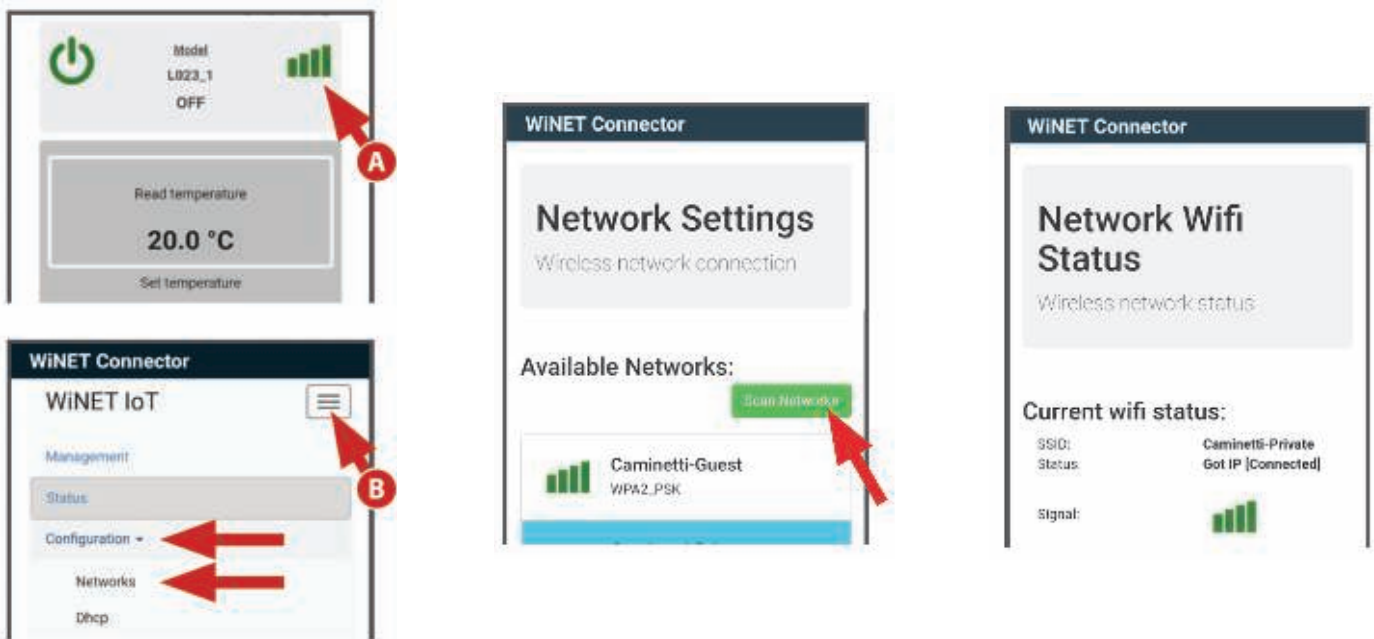 Model
L023_1
OFF
A
Read temperature
20.0 °C
Set temperature
WiNET Connector
WiNET IoT
B
Management
Status
Configuration
Networks
Dhcp
WiNET Connector
Network Settings
Wireless network connection
Available Networks:
Scan Networks
Caminetti-Guest
WPA2_PSK
WiNET Connector
Network Wifi
Status
Wireless network status
Current wifi status:
SSID: Caminetti-Private
Status: Got IP [Connected]
Signal: